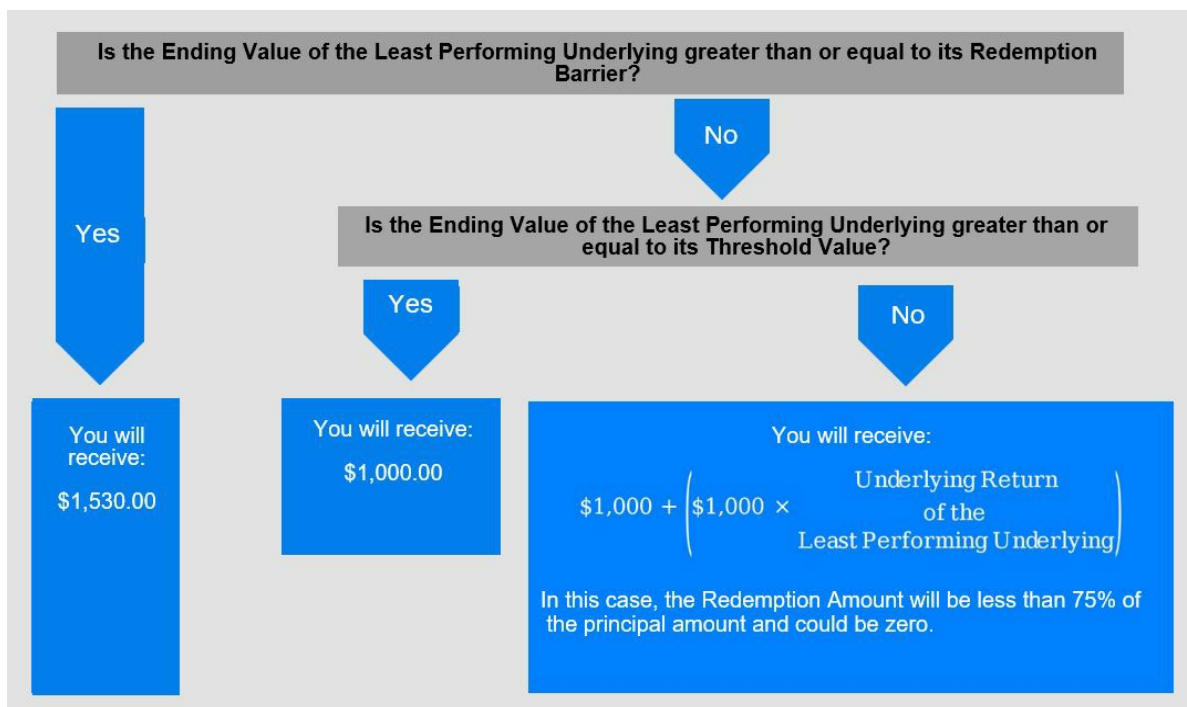 Is the Ending Value of the Least Performing Underlying greater than or equal to its Redemption
Barrier?
Yes
No
Is the Ending Value of the Least Performing Underlying greater than or
equal to its Threshold Value?
Yes
No
You will
receive:
$1,530.00
You will receive:
$1,000.00
You will receive:
$1,000 + ($1,000 × Underlying Return
of the
Least Performing Underlying)
In this case, the Redemption Amount will be less than 75% of
the principal amount and could be zero.